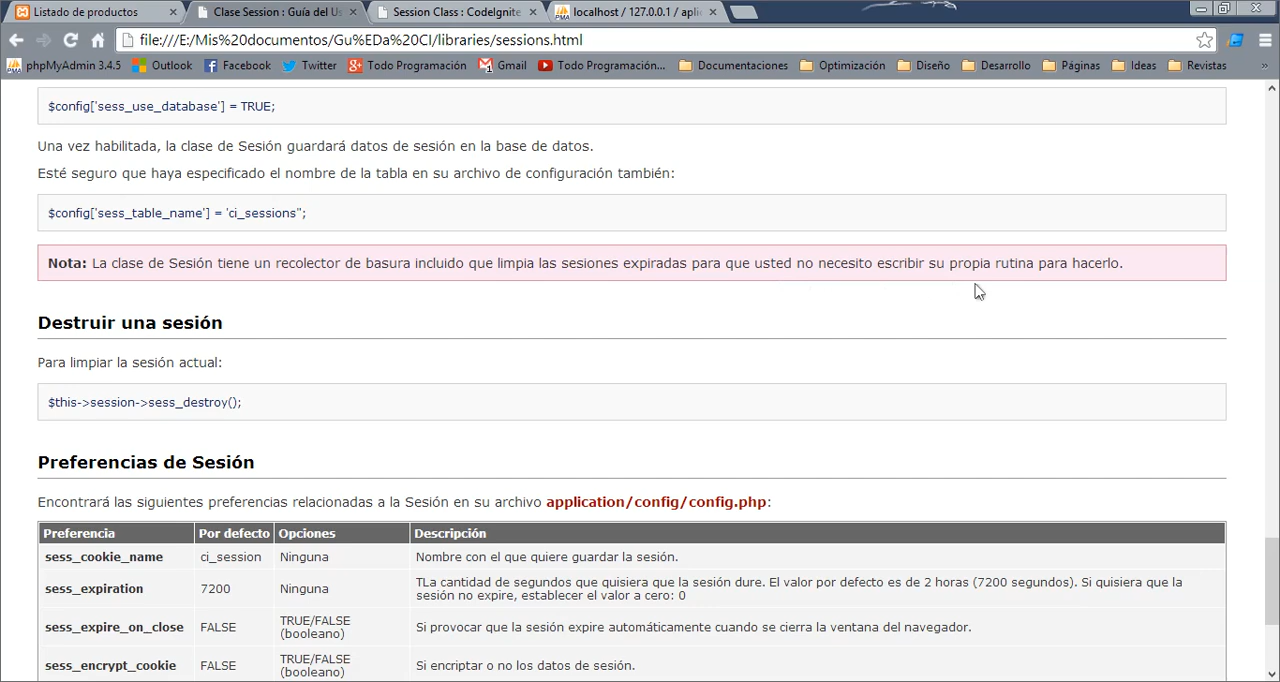 Listado de productos
Clase Session : Guía del Us
Session Class : CodeIgnite
localhost / 127.0.0.1 / apli
file:///E:/Mis%20documentos/Gu%EDa%20CI/libraries/sessions.html
phpMyAdmin 3.4.5 Outlook Facebook Twitter Todo Programación Gmail Todo Programación... Documentaciones Optimización Diseño Desarrollo Páginas Ideas Revistas »
$config['sess_use_database'] = TRUE;
Una vez habilitada, la clase de Sesión guardará datos de sesión en la base de datos.
Esté seguro que haya especificado el nombre de la tabla en su archivo de configuración también:
$config['sess_table_name'] = 'ci_sessions";
Nota: La clase de Sesión tiene un recolector de basura incluido que limpia las sesiones expiradas para que usted no necesito escribir su propia rutina para hacerlo.
Destruir una sesión
Para limpiar la sesión actual:
$this->session->sess_destroy();
Preferencias de Sesión
Encontrará las siguientes preferencias relacionadas a la Sesión en su archivo application/config/config.php:
Preferencia Por defecto Opciones Descripción
sess_cookie_name ci_session Ninguna Nombre con el que quiere guardar la sesión.
sess_expiration 7200 Ninguna TLa cantidad de segundos que quisiera que la sesión dure. El valor por defecto es de 2 horas (7200 segundos). Si quisiera que la
sesión no expire, establecer el valor a cero: 0
sess_expire_on_close FALSE TRUE/FALSE
(booleano) Si provocar que la sesión expire automáticamente cuando se cierra la ventana del navegador.
sess_encrypt_cookie FALSE TRUE/FALSE
(booleano) Si encriptar o no los datos de sesión.